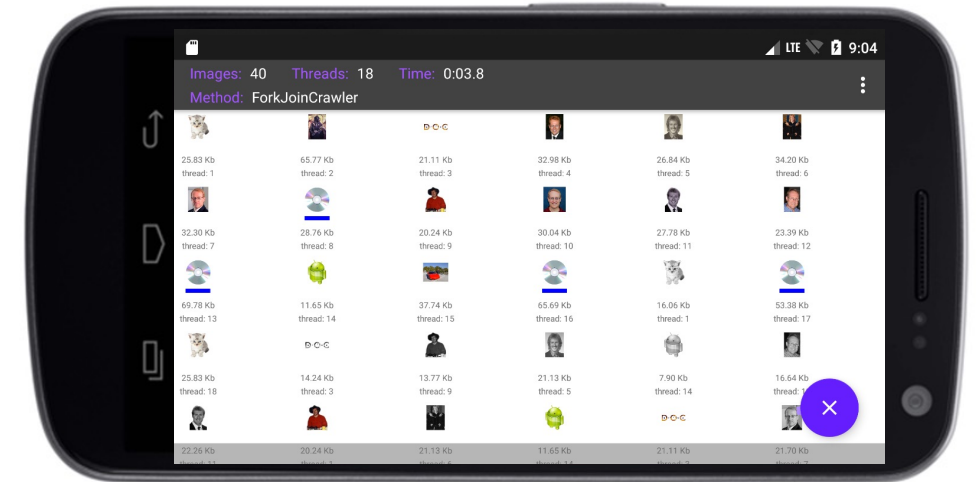 LTE 9:04
Images: 40 Threads: 18 Time: 0:03.8
Method: ForkJoinCrawler
D·O·C
25.83 Kb 65.77 Kb 21.11 Kb 32.98 Kb 26.84 Kb 34.20 Kb
thread: 1 thread: 2 thread: 3 thread: 4 thread: 5 thread: 6
32.30 Kb 28.76 Kb 20.24 Kb 30.04 Kb 27.78 Kb 23.39 Kb
thread: 7 thread: 8 thread: 9 thread: 10 thread: 11 thread: 12
69.78 Kb 11.65 Kb 37.74 Kb 65.69 Kb 16.06 Kb 53.38 Kb
thread: 13 thread: 14 thread: 15 thread: 16 thread: 1 thread: 17
D·O·C
25.83 Kb 14.24 Kb 13.77 Kb 21.13 Kb 7.90 Kb 16.64 Kb
thread: 18 thread: 3 thread: 9 thread: 5 thread: 14 thread:
D·O·C
22.26 Kb 20.24 Kb 21.13 Kb 11.65 Kb 21.11 Kb 21.70 Kb